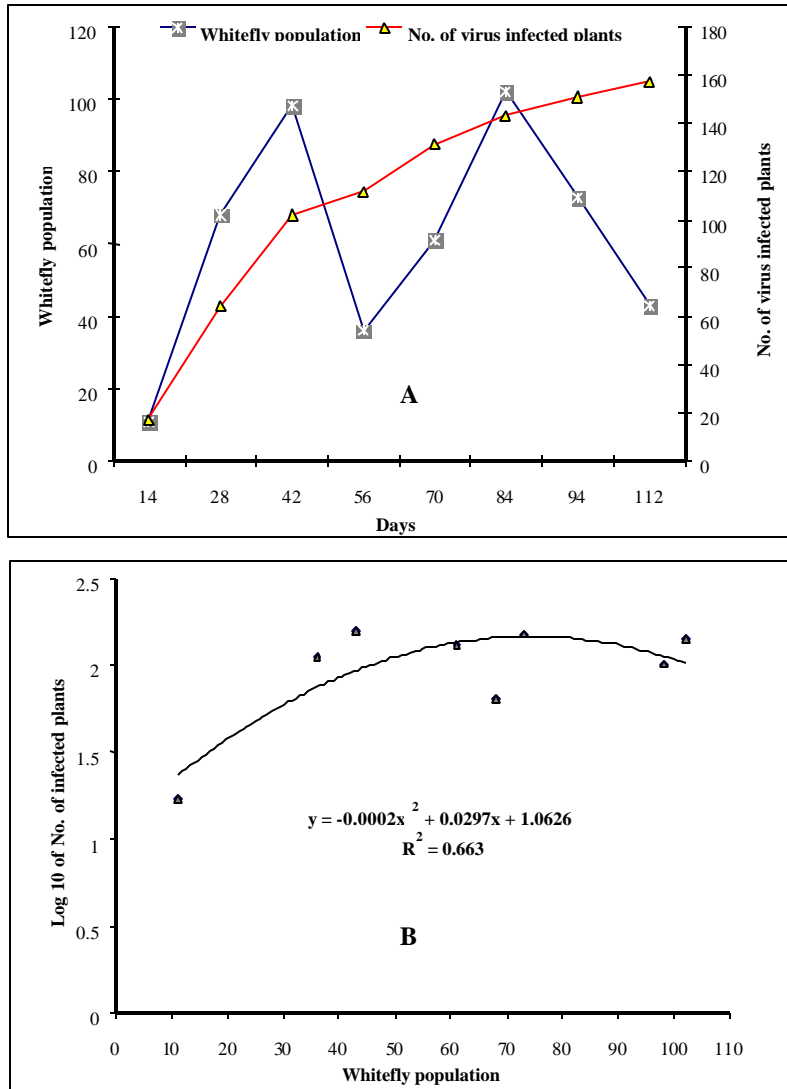 Whitefly population No. of virus infected plants
120
100
80
60
40
20
0
Whitefly population
180
160
140
120
100
80
60
40
20
0
No. of virus infected plants
A
14 28 42 56 70 84 94 112
Days
2.5
2
1.5
1
0.5
0
Log 10 of No. of infected plants
y = -0.0002x² + 0.0297x + 1.0626
R² = 0.663
B
0 10 20 30 40 50 60 70 80 90 100 110
Whitefly population